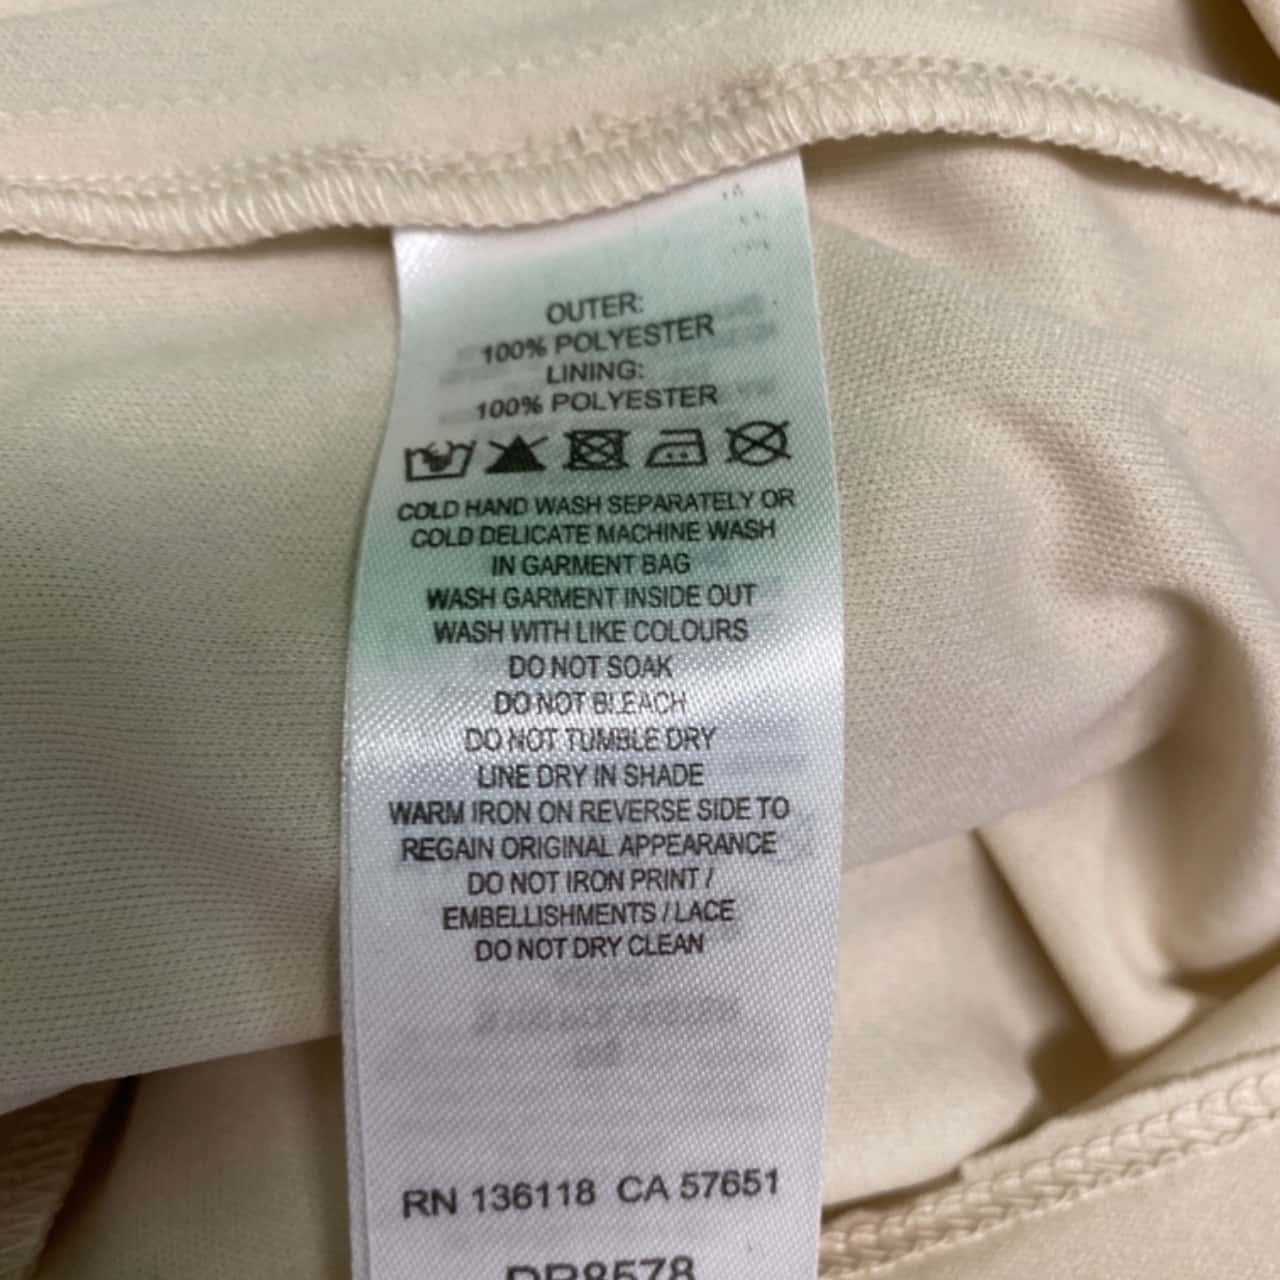 OUTER:
100% POLYESTER
LINING:
100% POLYESTER
COLD HAND WASH SEPARATELY OR
COLD DELICATE MACHINE WASH
IN GARMENT BAG
WASH GARMENT INSIDE OUT
WASH WITH LIKE COLOURS
DO NOT SOAK
DO NOT BLEACH
DO NOT TUMBLE DRY
LINE DRY IN SHADE
WARM IRON ON REVERSE SIDE TO
REGAIN ORIGINAL APPEARANCE
DO NOT IRON PRINT /
EMBELLISHMENTS / LACE
DO NOT DRY CLEAN
RN 136118 CA 57651
DR8578